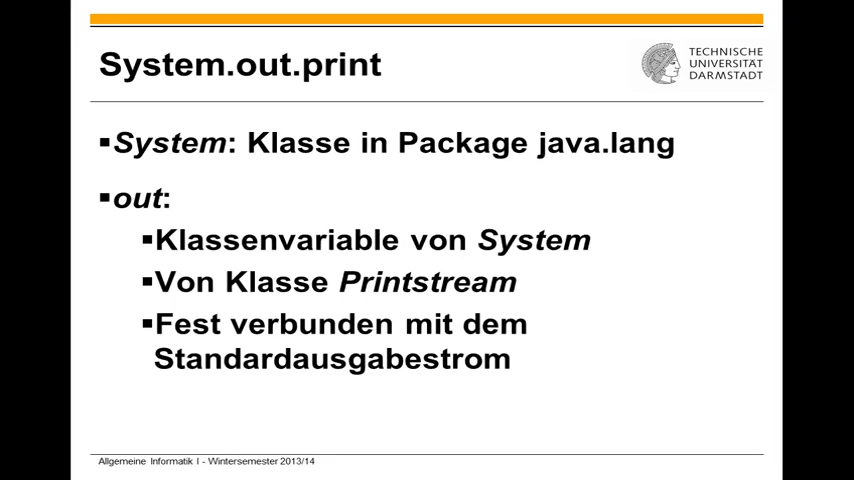 System.out.print
TECHNISCHE
UNIVERSITÄT
DARMSTADT
▪System: Klasse in Package java.lang
▪out:
▪Klassenvariable von System
▪Von Klasse Printstream
▪Fest verbunden mit dem
Standardausgabestrom
Allgemeine Informatik I - Wintersemester 2013/14